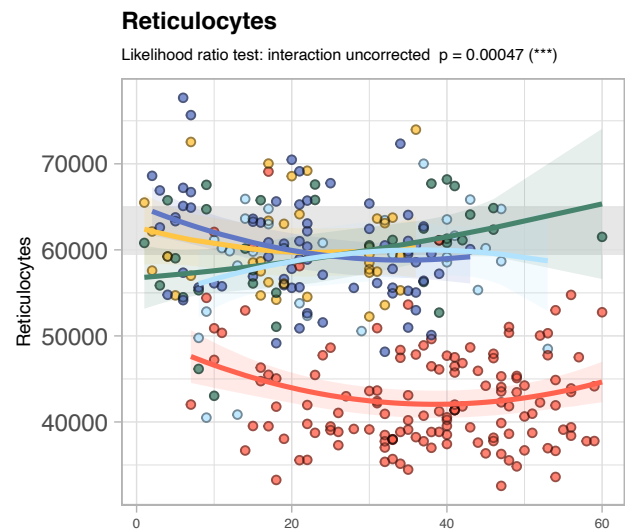 Reticulocytes
Likelihood ratio test: interaction uncorrected  p = 0.00047 (***)
Reticulocytes
70000
60000
50000
40000
0 20 40 60